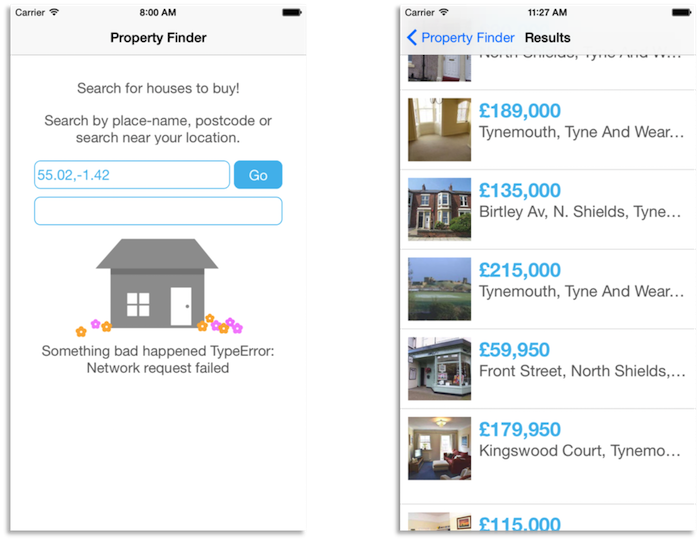 Carrier 8:00 AM
Property Finder
Search for houses to buy!
Search by place-name, postcode or
search near your location.
55.02,-1.42 Go
Something bad happened TypeError:
Network request failed
Carrier 11:27 AM
Property Finder Results
North Shields, Tyne And W…
£189,000
Tynemouth, Tyne And Wear…
£135,000
Birtley Av, N. Shields, Tyne…
£215,000
Tynemouth, Tyne And Wear…
£59,950
Front Street, North Shields,…
£179,950
Kingswood Court, Tynemo…
£115,000